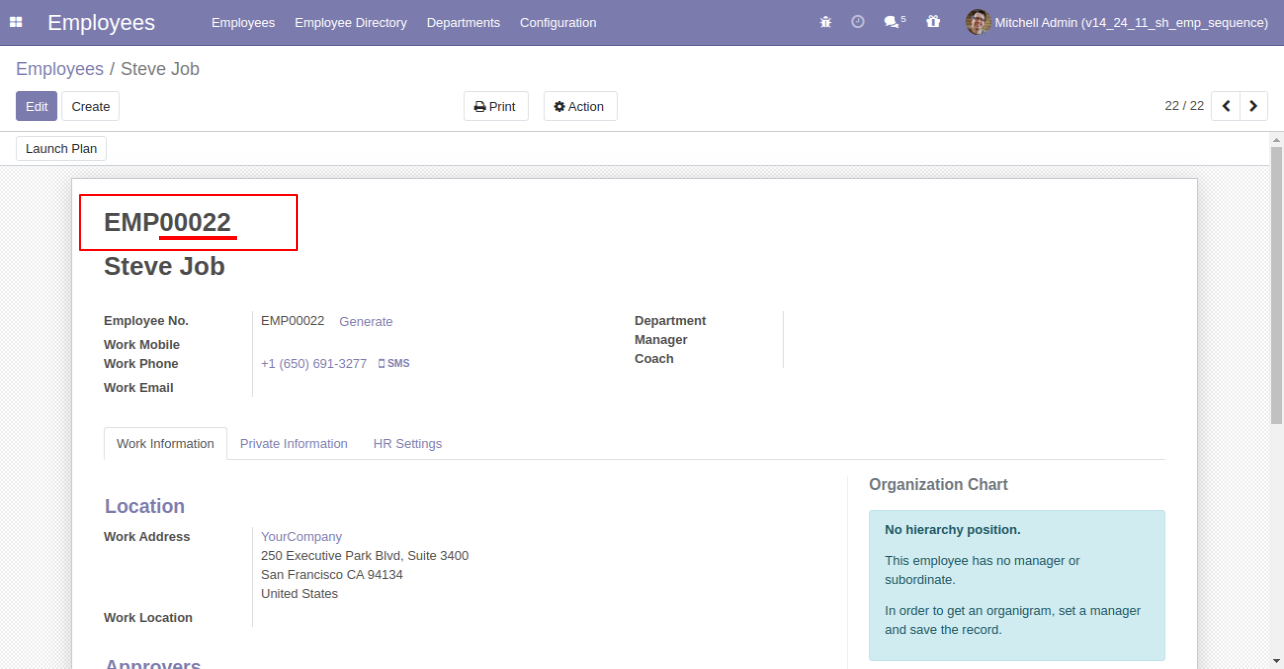 Employees Employees Employee Directory Departments Configuration 5 Mitchell Admin (v14_24_11_sh_emp_sequence)
Employees / Steve Job
Edit Create Print Action 22 / 22
Launch Plan
EMP00022
Steve Job
Employee No. EMP00022 Generate
Work Mobile
Work Phone +1 (650) 691-3277 SMS
Work Email
Department
Manager
Coach
Work Information Private Information HR Settings
Location
Work Address YourCompany
250 Executive Park Blvd, Suite 3400
San Francisco CA 94134
United States
Work Location
Approvers
Organization Chart
No hierarchy position.
This employee has no manager or
subordinate.
In order to get an organigram, set a manager
and save the record.